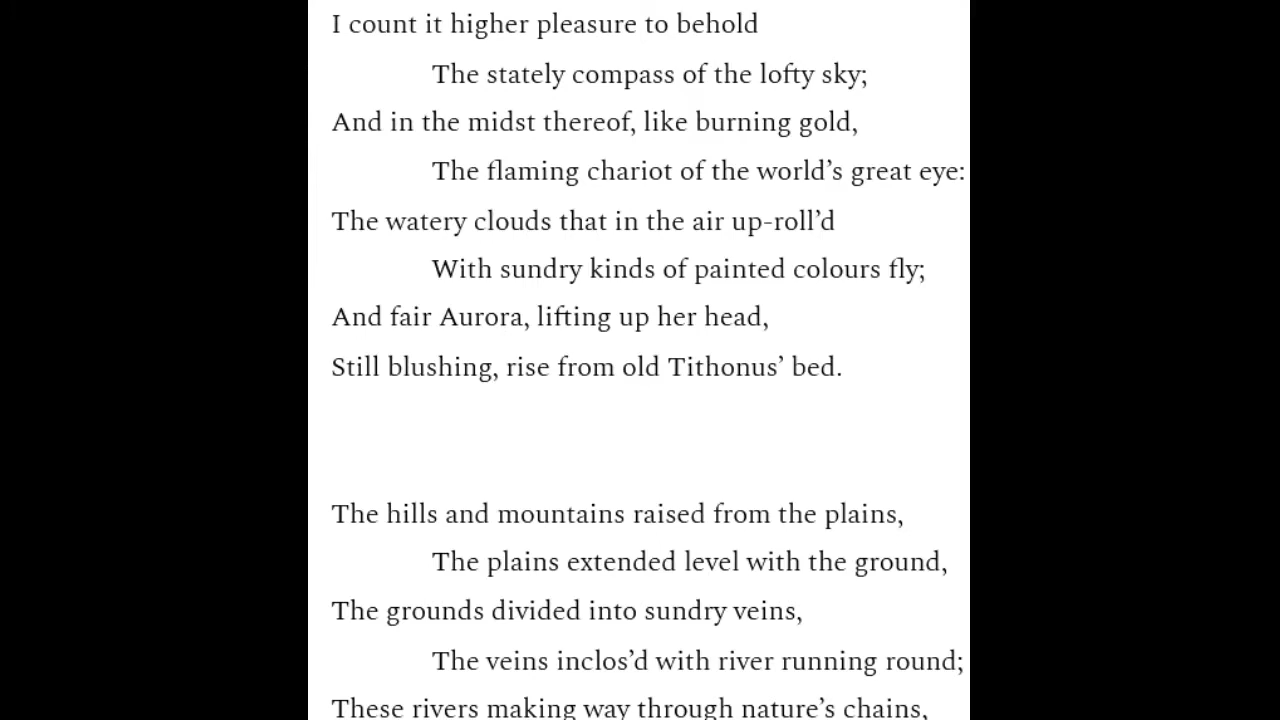 I count it higher pleasure to behold
The stately compass of the lofty sky;
And in the midst thereof, like burning gold,
The flaming chariot of the world’s great eye:
The watery clouds that in the air up-roll’d
With sundry kinds of painted colours fly;
And fair Aurora, lifting up her head,
Still blushing, rise from old Tithonus’ bed.
The hills and mountains raised from the plains,
The plains extended level with the ground,
The grounds divided into sundry veins,
The veins inclos’d with river running round;
These rivers making way through nature’s chains,